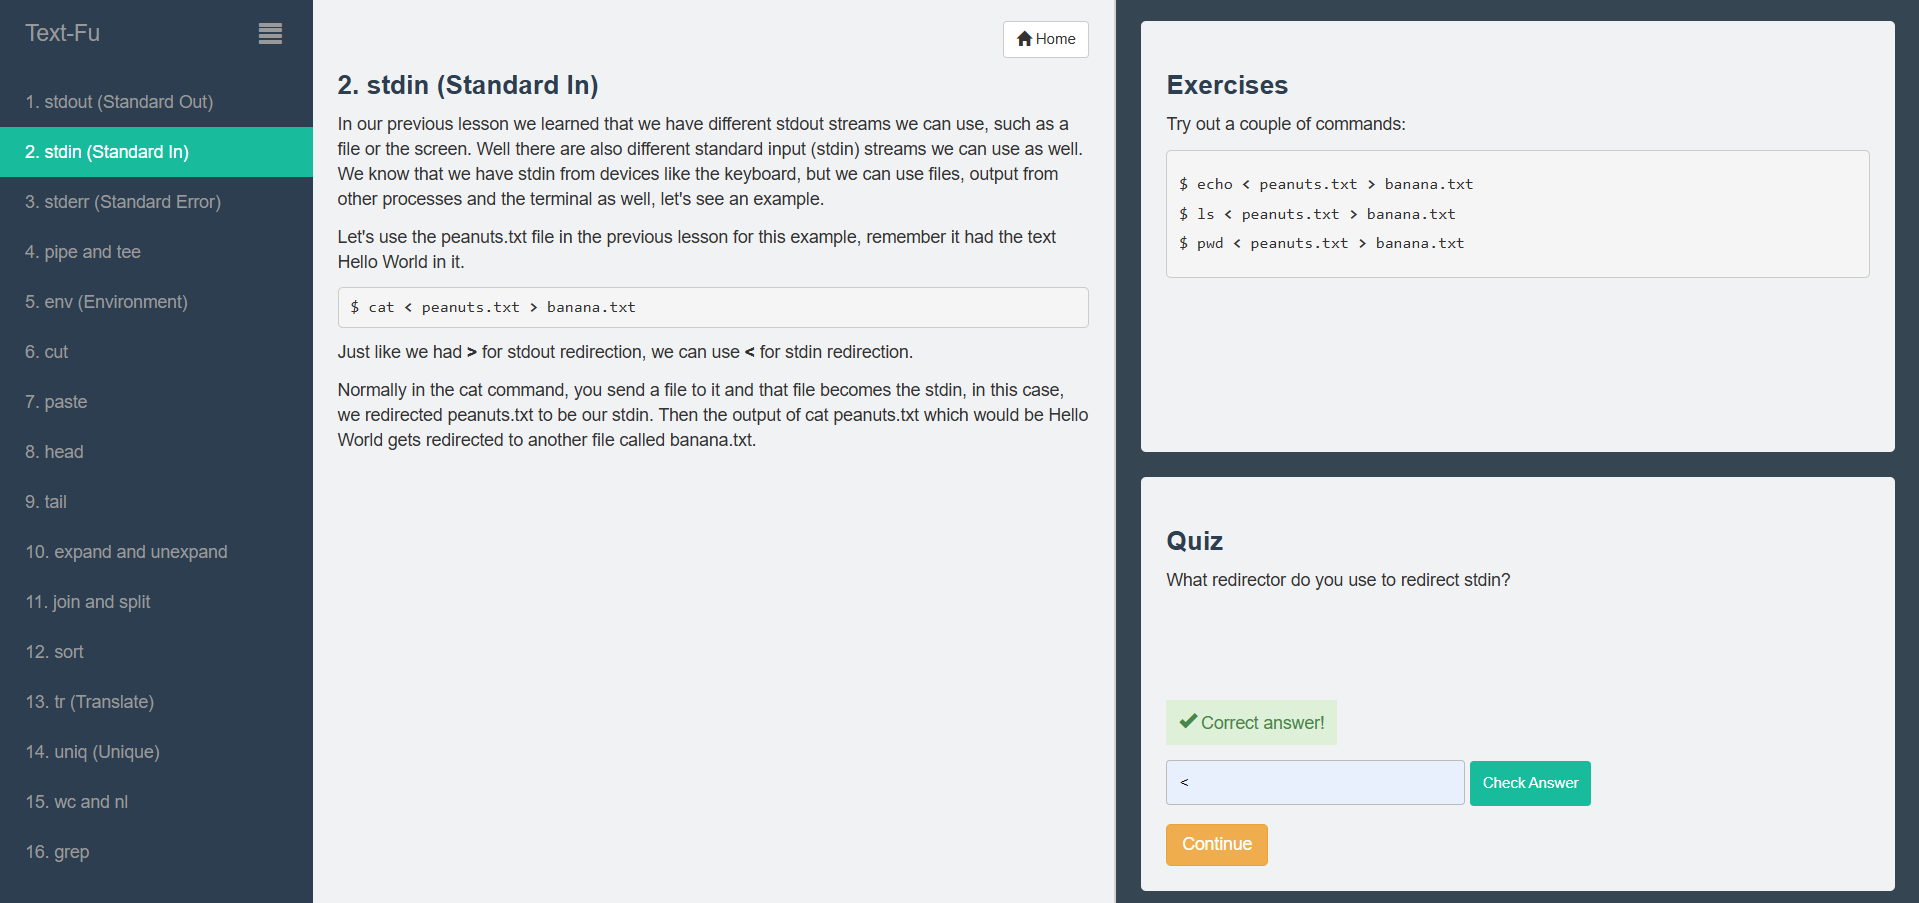 Text-Fu
1. stdout (Standard Out)
2. stdin (Standard In)
3. stderr (Standard Error)
4. pipe and tee
5. env (Environment)
6. cut
7. paste
8. head
9. tail
10. expand and unexpand
11. join and split
12. sort
13. tr (Translate)
14. uniq (Unique)
15. wc and nl
16. grep
Home
2. stdin (Standard In)
In our previous lesson we learned that we have different stdout streams we can use, such as a
file or the screen. Well there are also different standard input (stdin) streams we can use as well.
We know that we have stdin from devices like the keyboard, but we can use files, output from
other processes and the terminal as well, let's see an example.
Let's use the peanuts.txt file in the previous lesson for this example, remember it had the text
Hello World in it.
$ cat < peanuts.txt > banana.txt
Just like we had > for stdout redirection, we can use < for stdin redirection.
Normally in the cat command, you send a file to it and that file becomes the stdin, in this case,
we redirected peanuts.txt to be our stdin. Then the output of cat peanuts.txt which would be Hello
World gets redirected to another file called banana.txt.
Exercises
Try out a couple of commands:
$ echo < peanuts.txt > banana.txt
$ ls < peanuts.txt > banana.txt
$ pwd < peanuts.txt > banana.txt
Quiz
What redirector do you use to redirect stdin?
Correct answer!
<
Check Answer
Continue